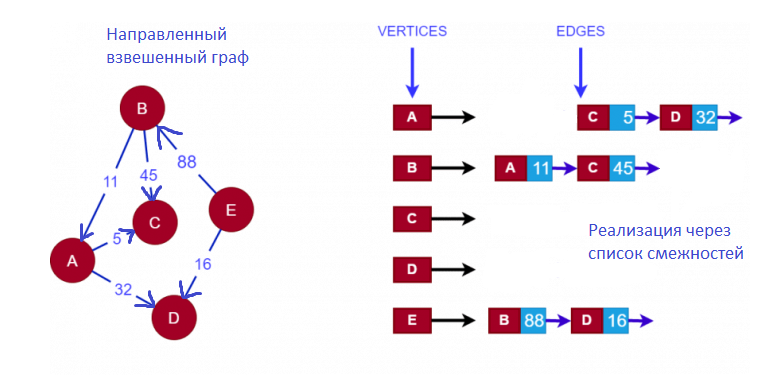 Направленный
взвешенный граф
B
11
45
88
C
E
5
A
16
32
D
VERTICES EDGES
A C 5 D 32
B A 11 C 45
C
D
E B 88 D 16
Реализация через
список смежностей